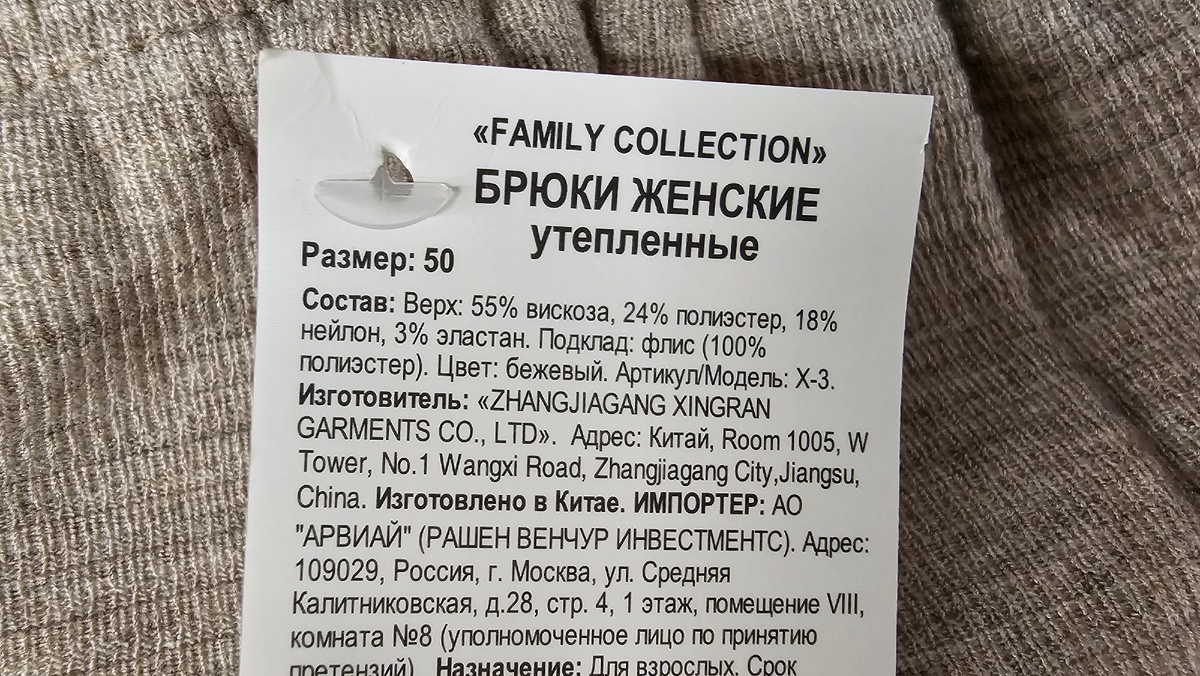 «FAMILY COLLECTION»
БРЮКИ ЖЕНСКИЕ
утепленные
Размер: 50
Состав: Верх: 55% вискоза, 24% полиэстер, 18%
нейлон, 3% эластан. Подклад: флис (100%
полиэстер). Цвет: бежевый. Артикул/Модель: X-3.
Изготовитель: «ZHANGJIAGANG XINGRAN
GARMENTS CO., LTD». Адрес: Китай, Room 1005, W
Tower, No.1 Wangxi Road, Zhangjiagang City,Jiangsu,
China. Изготовлено в Китае. ИМПОРТЕР: АО
"АРВИАЙ" (РАШЕН ВЕНЧУР ИНВЕСТМЕНТС). Адрес:
109029, Россия, г. Москва, ул. Средняя
Калитниковская, д.28, стр. 4, 1 этаж, помещение VIII,
комната №8 (уполномоченное лицо по принятию
претензий). Назначение: Для взрослых. Срок